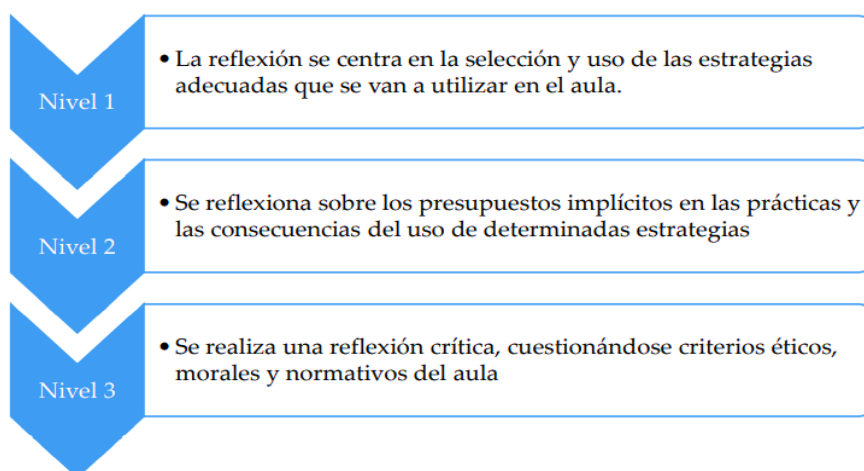 Nivel 1
• La reflexión se centra en la selección y uso de las estrategias
adecuadas que se van a utilizar en el aula.
Nivel 2
• Se reflexiona sobre los presupuestos implícitos en las prácticas y
las consecuencias del uso de determinadas estrategias
Nivel 3
• Se realiza una reflexión crítica, cuestionándose criterios éticos,
morales y normativos del aula